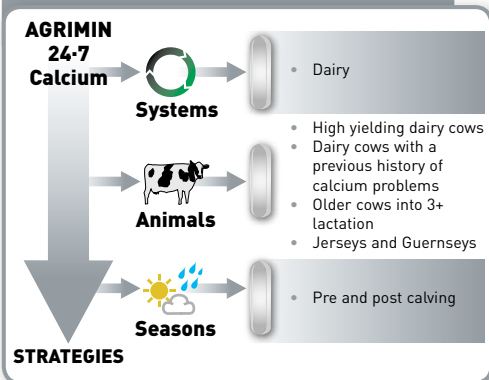 AGRIMIN
24·7
Calcium
Systems
• Dairy
Animals
• High yielding dairy cows
• Dairy cows with a
previous history of
calcium problems
• Older cows into 3+
lactation
• Jerseys and Guernseys
Seasons
• Pre and post calving
STRATEGIES